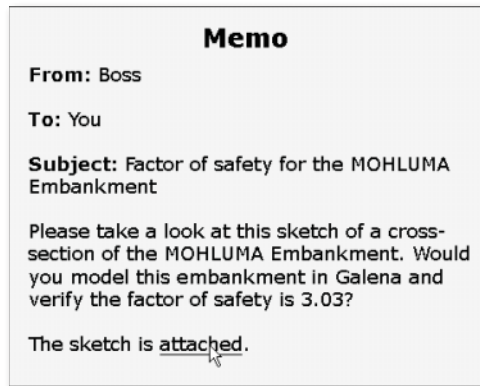 Memo
From: Boss
To: You
Subject: Factor of safety for the MOHLUMA
Embankment
Please take a look at this sketch of a cross-
section of the MOHLUMA Embankment. Would
you model this embankment in Galena and
verify the factor of safety is 3.03?
The sketch is attached.